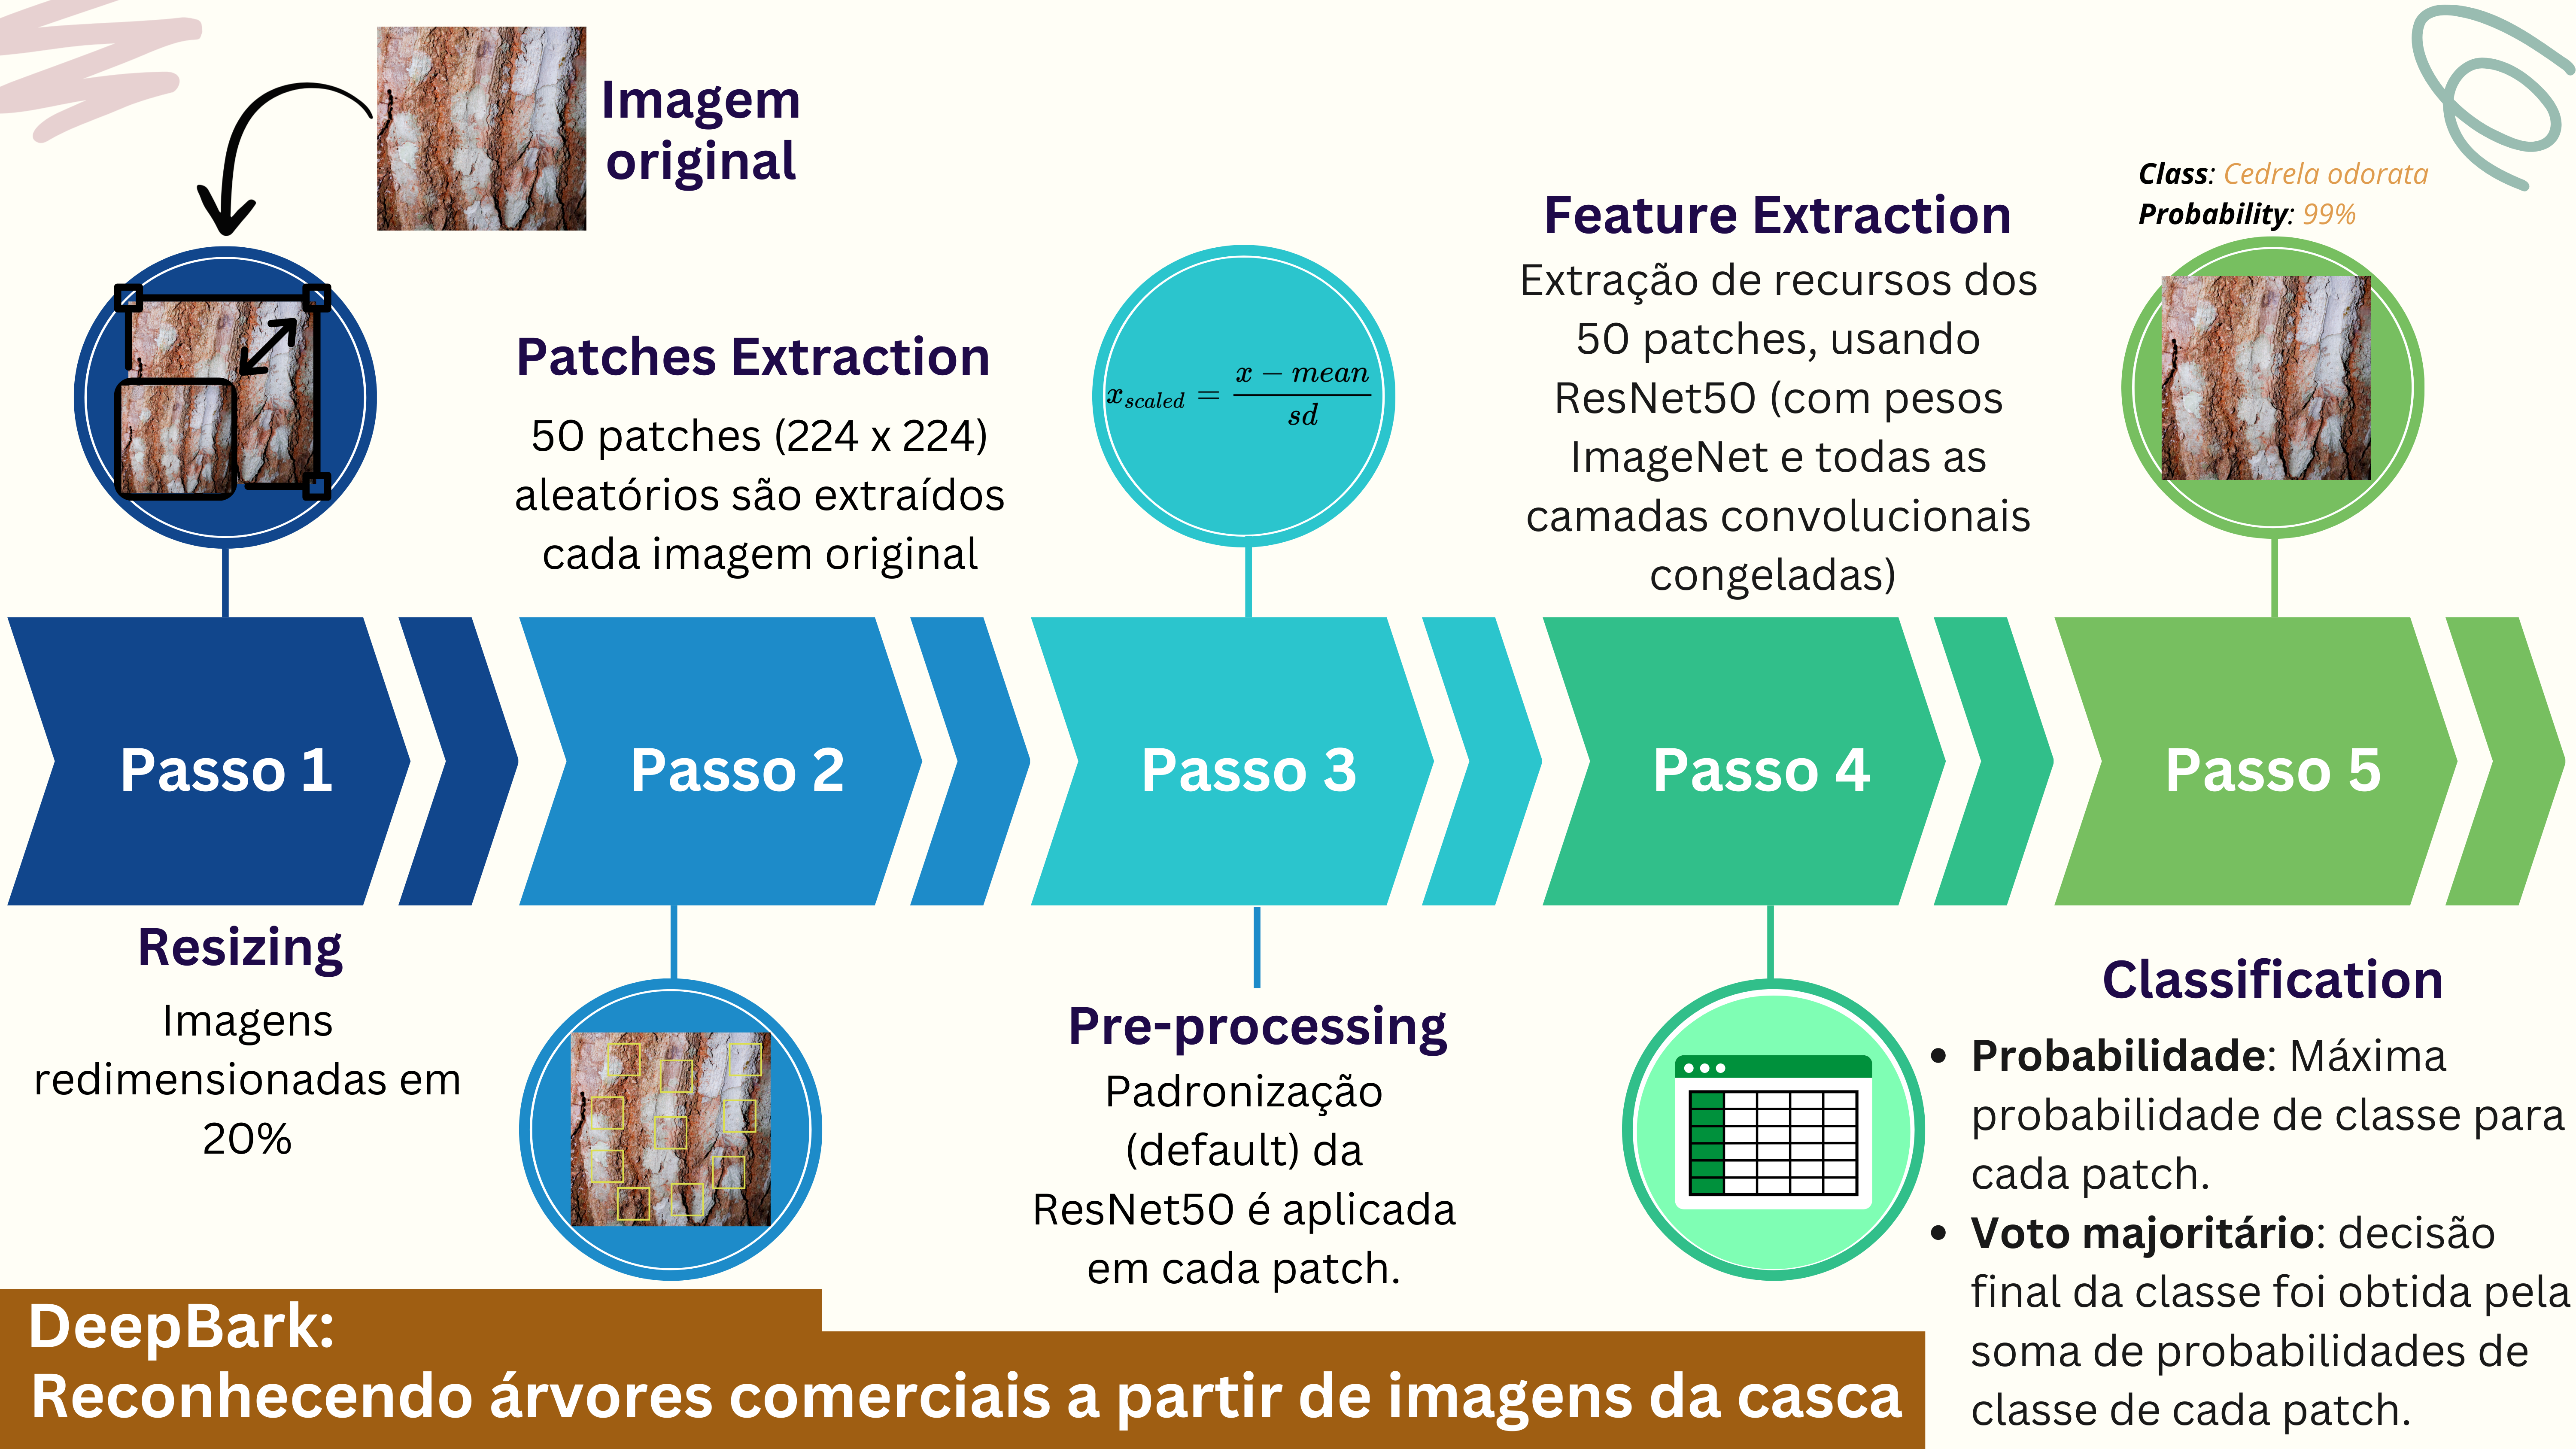 Imagem
original
Class: Cedrela odorata
Probability: 99%
Patches Extraction
50 patches (224 x 224)
aleatórios são extraídos
cada imagem original
x_scaled = (x − mean) / sd
Feature Extraction
Extração de recursos dos
50 patches, usando
ResNet50 (com pesos
ImageNet e todas as
camadas convolucionais
congeladas)
Passo 1
Passo 2
Passo 3
Passo 4
Passo 5
Resizing
Imagens
redimensionadas em
20%
Pre-processing
Padronização
(default) da
ResNet50 é aplicada
em cada patch.
Classification
• Probabilidade: Máxima
probabilidade de classe para
cada patch.
• Voto majoritário: decisão
final da classe foi obtida pela
soma de probabilidades de
classe de cada patch.
DeepBark:
Reconhecendo árvores comerciais a partir de imagens da casca